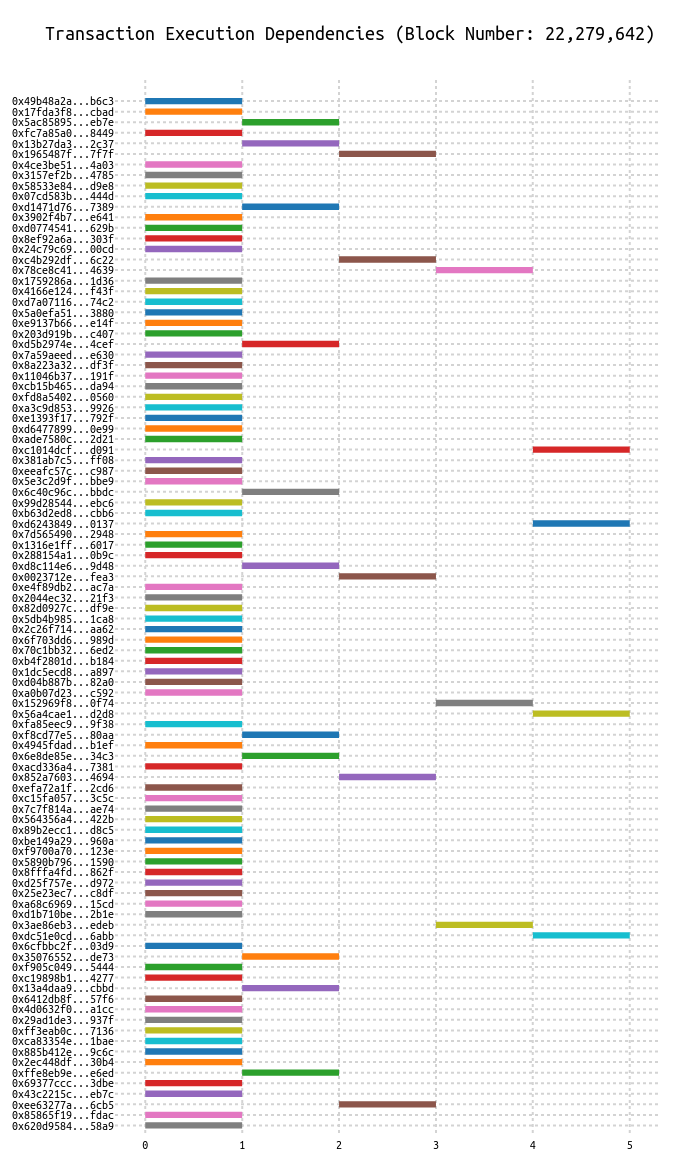 Transaction Execution Dependencies (Block Number: 22,279,642)
0x49b48a2a...b6c3
0x17fda3f8...cbad
0x5ac85895...eb7e
0xfc7a85a0...8449
0x13b27da3...2c37
0x1965487f...7f7f
0x4ce3be51...4a03
0x3157ef2b...4785
0x58533e84...d9e8
0x07cd583b...444d
0xd1471d76...7389
0x3902f4b7...e641
0xd0774541...629b
0x8ef92a6a...303f
0x24c79c69...00cd
0xc4b292df...6c22
0x78ce8c41...4639
0x1759286a...1d36
0x4166e124...f43f
0xd7a07116...74c2
0x5a0efa51...3880
0xe9137b66...e14f
0x203d919b...c407
0xd5b2974e...4cef
0x7a59aeed...e630
0x8a223a32...df3f
0x11046b37...191f
0xcb15b465...da94
0xfd8a5402...0560
0xa3c9d853...9926
0xe1393f17...792f
0xd6477899...0e99
0xade7580c...2d21
0xc1014dcf...d091
0x381ab7c5...ff08
0xeeafc57c...c987
0x5e3c2d9f...bbe9
0x6c40c96c...bbdc
0x99d28544...ebc6
0xb63d2ed8...cbb6
0xd6243849...0137
0x7d565490...2948
0x1316e1ff...6017
0x288154a1...0b9c
0xd8c114e6...9d48
0x0023712e...fea3
0xe4f89db2...ac7a
0x2044ec32...21f3
0x82d0927c...df9e
0x5db4b985...1ca8
0x2c26f714...aa62
0x6f703dd6...989d
0x70c1bb32...6ed2
0xb4f2801d...b184
0x1dc5ecd8...a897
0xd04b887b...82a0
0xa0b07d23...c592
0x152969f8...0f74
0x56a4cae1...d2d8
0xfa85eec9...9f38
0xf8cd77e5...80aa
0x4945fdad...b1ef
0x6e8de85e...34c3
0xacd336a4...7381
0x852a7603...4694
0xefa72a1f...2cd6
0xc15fa057...3c5c
0x7c7f814a...ae74
0x564356a4...422b
0x89b2ecc1...d8c5
0xbe149a29...960a
0xf9700a70...123e
0x5890b796...1590
0x8fffa4fd...862f
0xd25f757e...d972
0x25e23ec7...c8df
0xa68c6969...15cd
0xd1b710be...2b1e
0x3ae86eb3...edeb
0xdc51e0cd...6abb
0x6cfbbc2f...03d9
0x35076552...de73
0xf905c049...5444
0xc19898b1...4277
0x13a4daa9...cbbd
0x6412db8f...57f6
0x4d0632f0...a1cc
0x29ad1de3...937f
0xff3eab0c...7136
0xca83354e...1bae
0x885b412e...9c6c
0x2ec448df...30b4
0xffe8eb9e...e6ed
0x69377ccc...3dbe
0x43c2215c...eb7c
0xee63277a...6cb5
0x85865f19...fdac
0x620d9584...58a9
0 1 2 3 4 5